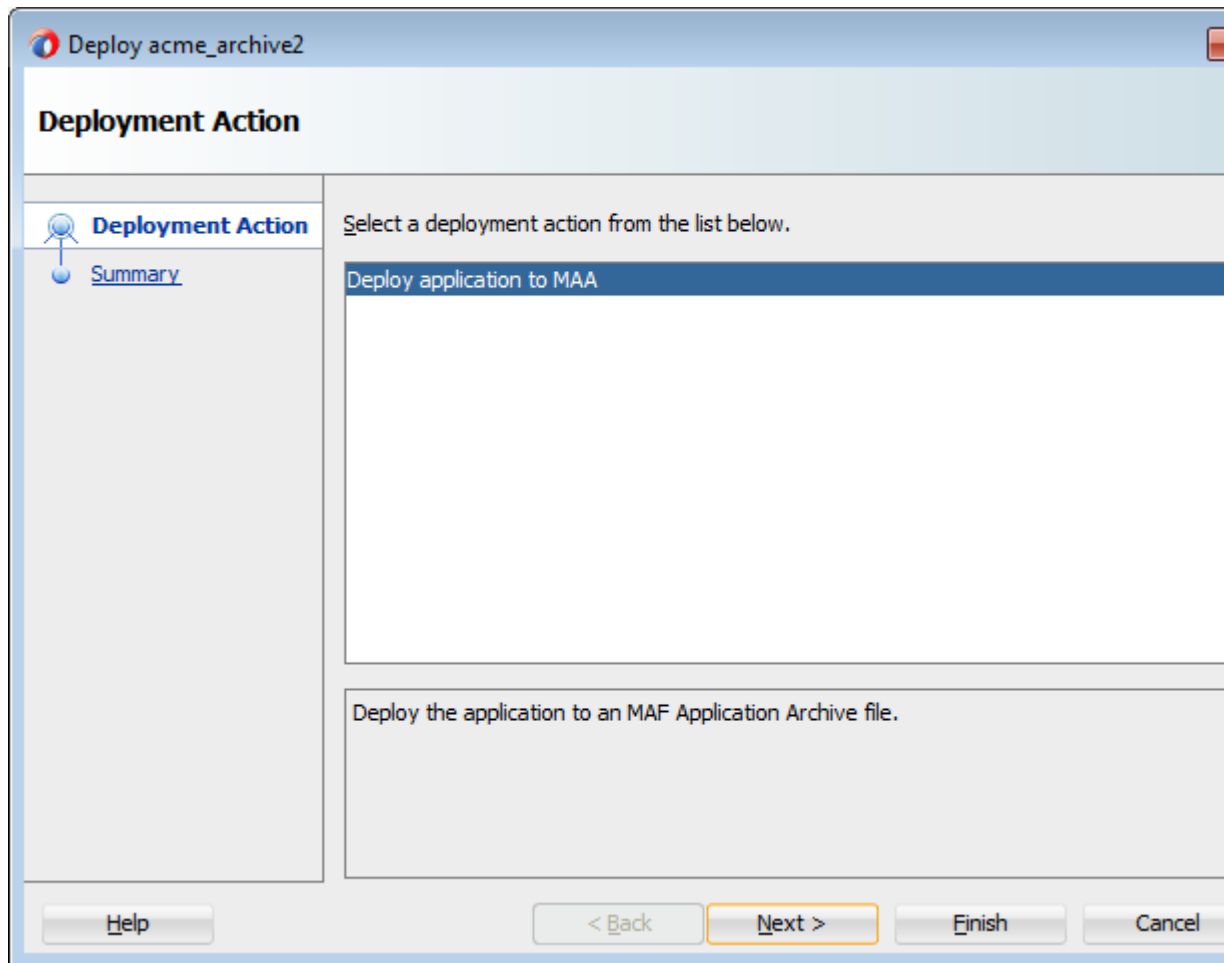 Deploy acme_archive2
Deployment Action
Deployment Action
Summary
Select a deployment action from the list below.
Deploy application to MAA
Deploy the application to an MAF Application Archive file.
Help
< Back
Next >
Finish
Cancel